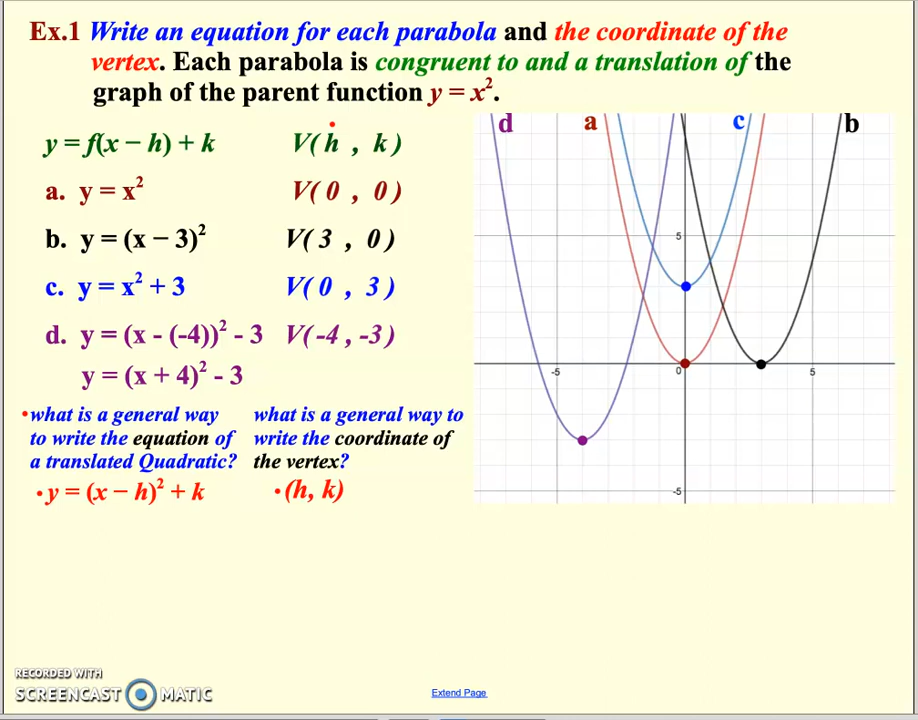 Ex.1 Write an equation for each parabola and the coordinate of the
vertex. Each parabola is congruent to and a translation of the
graph of the parent function y = x².
y = f(x − h) + k V( h , k )
a. y = x² V( 0 , 0 )
b. y = (x − 3)² V( 3 , 0 )
c. y = x² + 3 V( 0 , 3 )
d. y = (x - (-4))² - 3 V( -4 , -3 )
y = (x + 4)² - 3
•what is a general way
to write the equation of
a translated Quadratic?
•y = (x − h)² + k
what is a general way to
write the coordinate of
the vertex?
•(h, k)
d a c b
5
-5 0 5
-5
RECORDED WITH
SCREENCAST MATIC
Extend Page